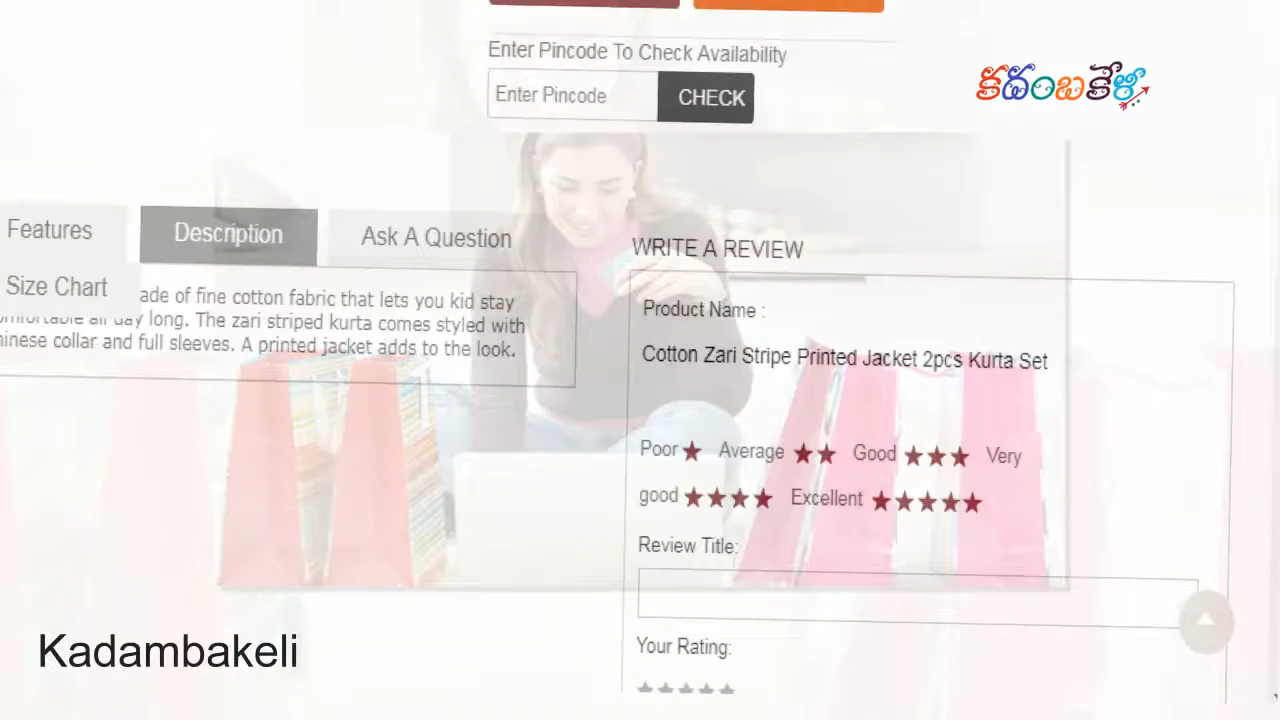 Enter Pincode To Check Availability
Enter Pincode
CHECK
కదంబకేళి
Features
Description
Ask A Question
Size Chart
ade of fine cotton fabric that lets you kid stay
omfortable all day long. The zari striped kurta comes styled with
hinese collar and full sleeves. A printed jacket adds to the look.
WRITE A REVIEW
Product Name :
Cotton Zari Stripe Printed Jacket 2pcs Kurta Set
Poor ★ Average ★★ Good ★★★ Very
good ★★★★ Excellent ★★★★★
Review Title:
Your Rating:
★★★★★
Kadambakeli